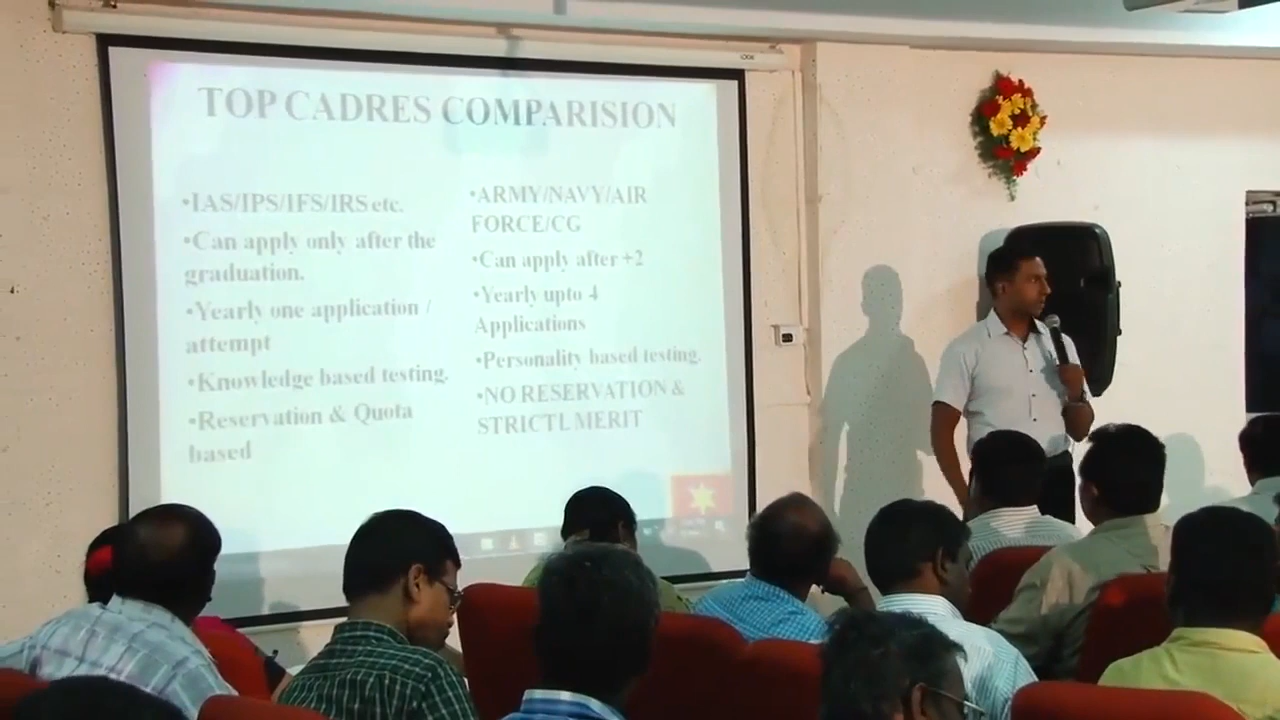 TOP CADRES COMPARISION
•IAS/IPS/IFS/IRS etc.
•Can apply only after the
graduation.
•Yearly one application /
attempt
•Knowledge based testing.
•Reservation & Quota
based
•ARMY/NAVY/AIR
FORCE/CG
•Can apply after +2
•Yearly upto 4
Applications
•Personality based testing.
•NO RESERVATION &
STRICTL MERIT